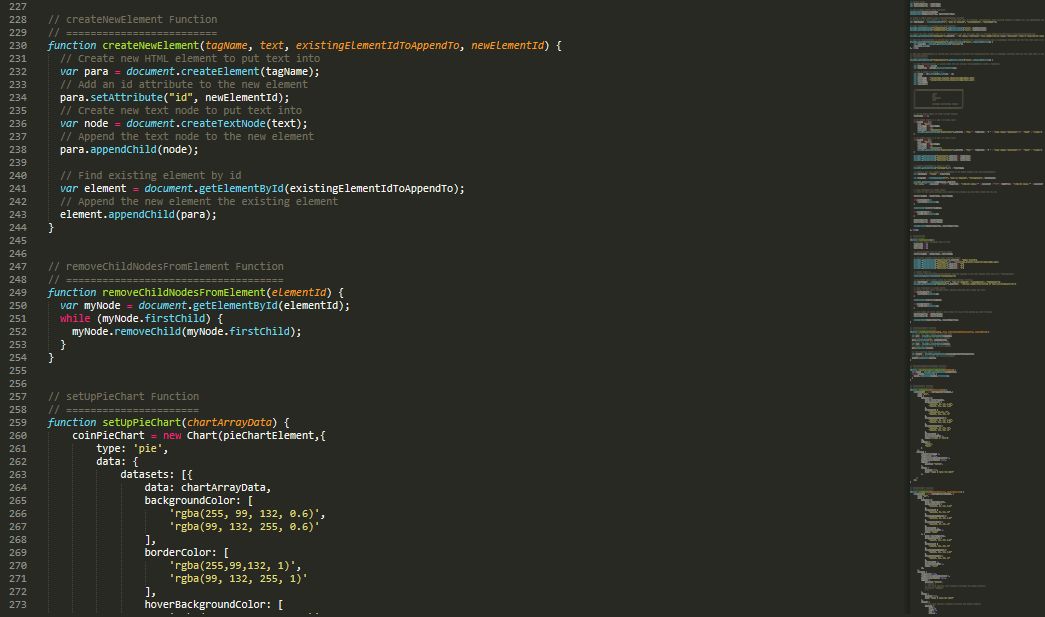 227
228 // createNewElement Function
229 // =========================
230 function createNewElement(tagName, text, existingElementIdToAppendTo, newElementId) {
231 // Create new HTML element to put text into
232 var para = document.createElement(tagName);
233 // Add an id attribute to the new element
234 para.setAttribute("id", newElementId);
235 // Create new text node to put text into
236 var node = document.createTextNode(text);
237 // Append the text node to the new element
238 para.appendChild(node);
239
240 // Find existing element by id
241 var element = document.getElementById(existingElementIdToAppendTo);
242 // Append the new element the existing element
243 element.appendChild(para);
244 }
245
246
247 // removeChildNodesFromElement Function
248 // ====================================
249 function removeChildNodesFromElement(elementId) {
250 var myNode = document.getElementById(elementId);
251 while (myNode.firstChild) {
252 myNode.removeChild(myNode.firstChild);
253 }
254 }
255
256
257 // setUpPieChart Function
258 // ======================
259 function setUpPieChart(chartArrayData) {
260 coinPieChart = new Chart(pieChartElement,{
261 type: 'pie',
262 data: {
263 datasets: [{
264 data: chartArrayData,
265 backgroundColor: [
266 'rgba(255, 99, 132, 0.6)',
267 'rgba(99, 132, 255, 0.6)'
268 ],
269 borderColor: [
270 'rgba(255,99,132, 1)',
271 'rgba(99, 132, 255, 1)'
272 ],
273 hoverBackgroundColor: [